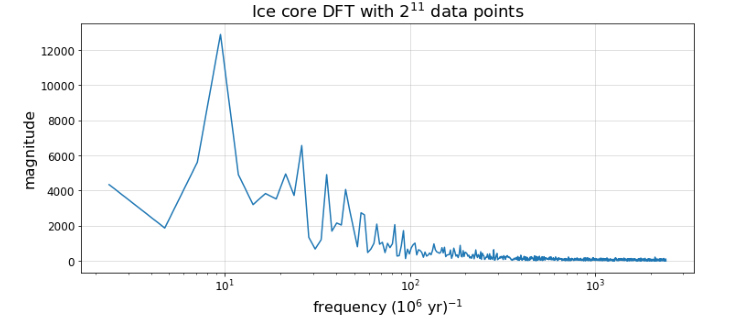 Ice core DFT with 2¹¹ data points
magnitude
12000
10000
8000
6000
4000
2000
0
10¹ 10² 10³
frequency (10⁶ yr)⁻¹